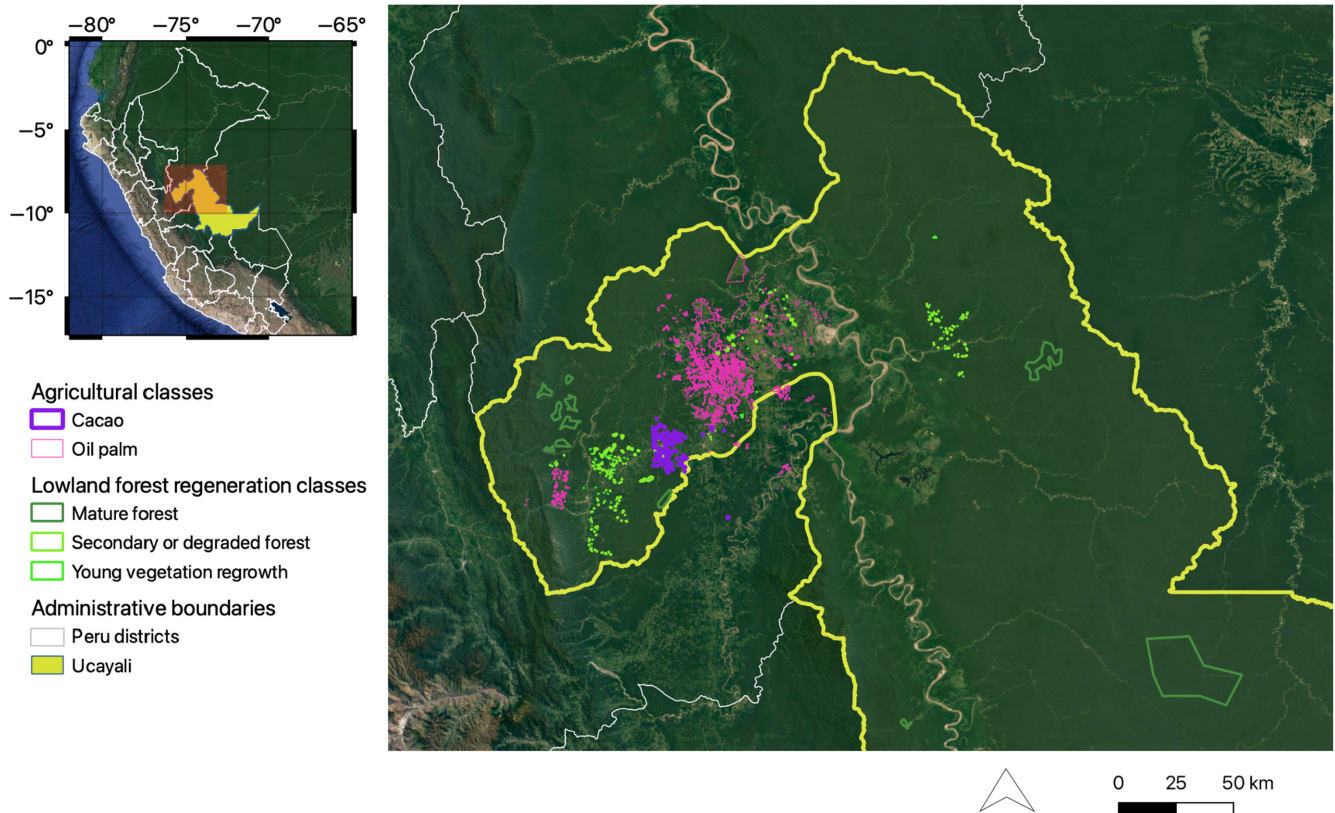 −80° −75° −70° −65°
0°
−5°
−10°
−15°
Agricultural classes
Cacao
Oil palm
Lowland forest regeneration classes
Mature forest
Secondary or degraded forest
Young vegetation regrowth
Administrative boundaries
Peru districts
Ucayali
0 25 50 km